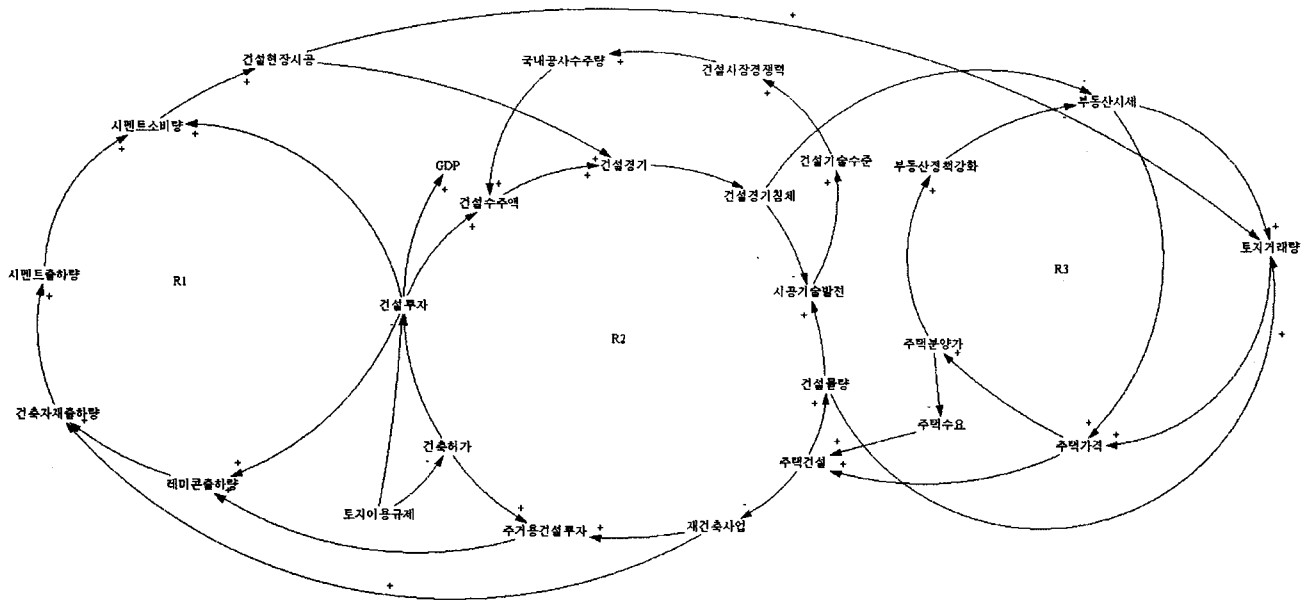 건설현장시공
국내공사수주량
건설시장경쟁력
부동산시세
시멘트소비량
GDP
건설경기
건설기술수준
부동산정책강화
건설수주액
건설경기침체
토지거래량
시멘트출하량
R1
건설투자
시공기술발전
R3
R2
주택분양가
건설물량
건축자재출하량
주택수요
건축허가
주택가격
주택건설
레미콘출하량
토지이용규제
주거용건설투자
재건축사업